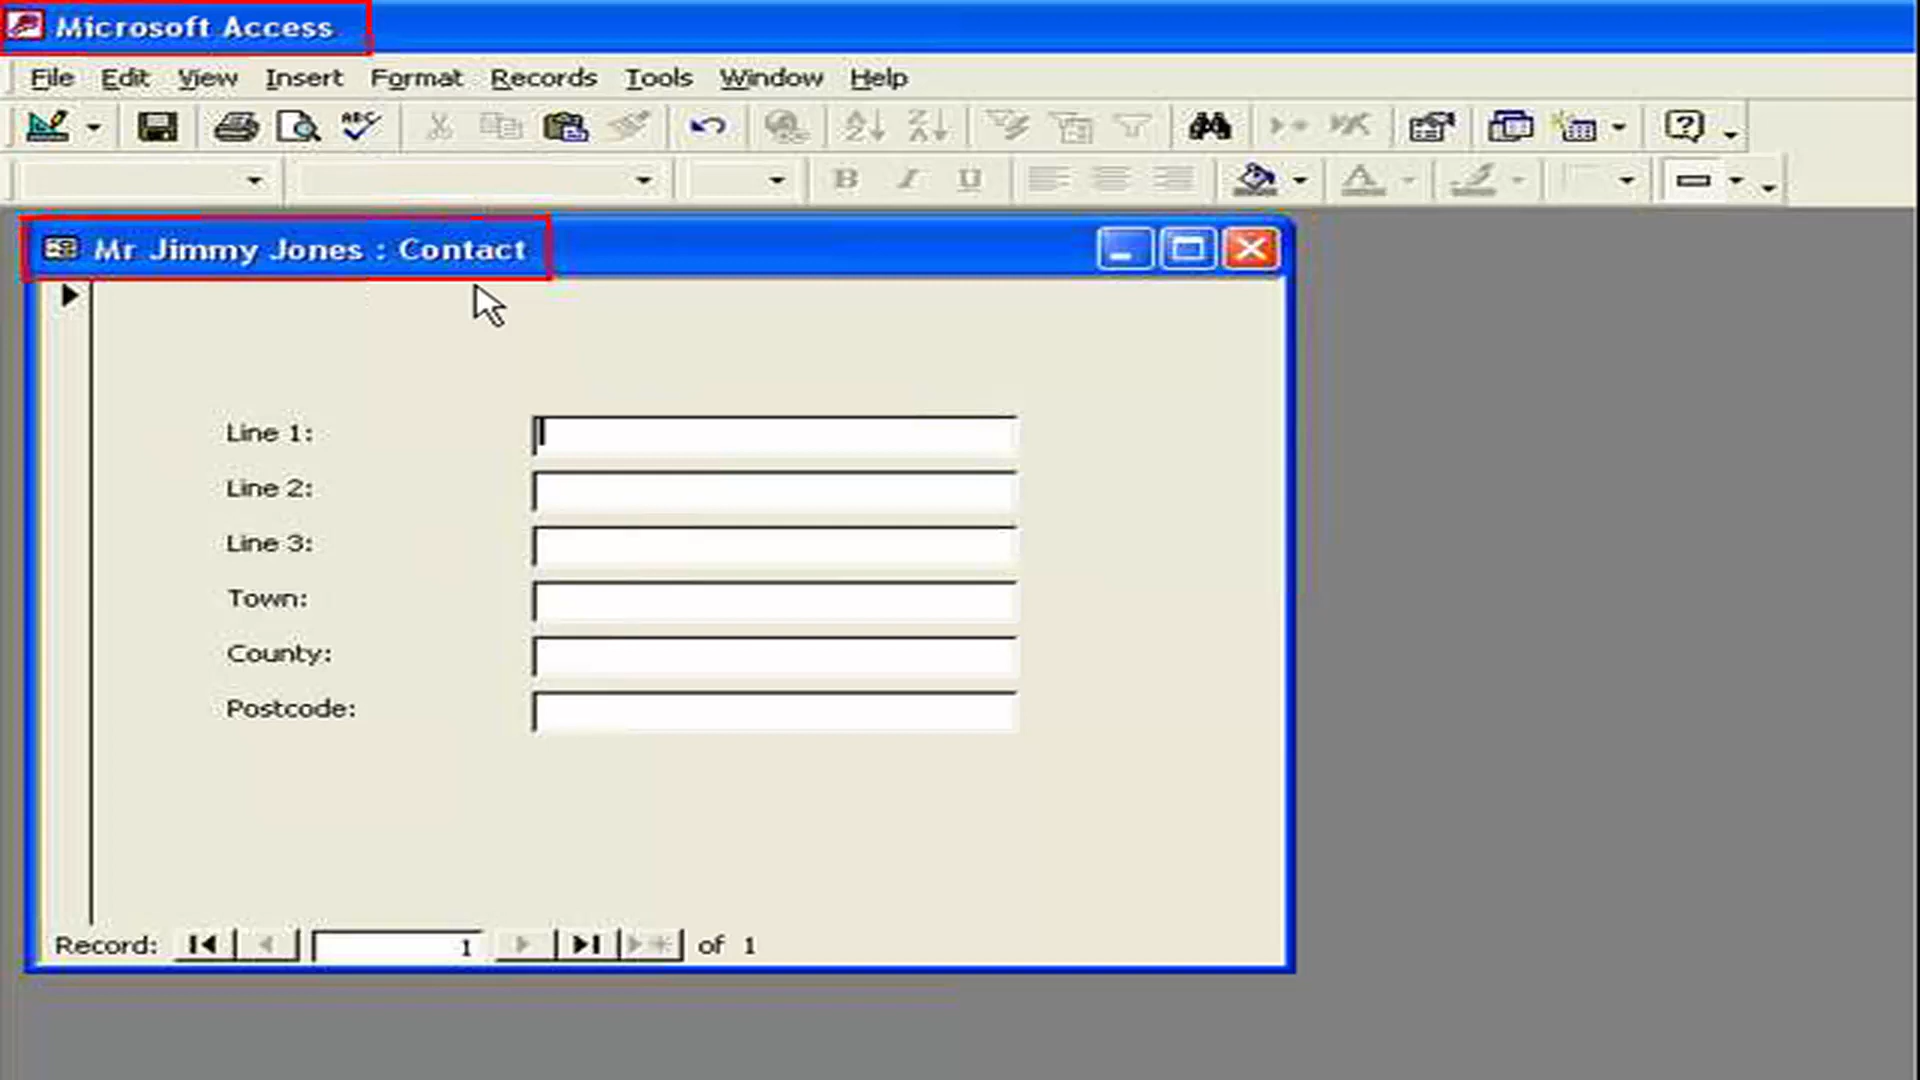 Microsoft Access
File Edit View Insert Format Records Tools Window Help
ABC A Z Z A
B I U A
Mr Jimmy Jones : Contact
Line 1:
Line 2:
Line 3:
Town:
County:
Postcode:
Record: 1 of 1